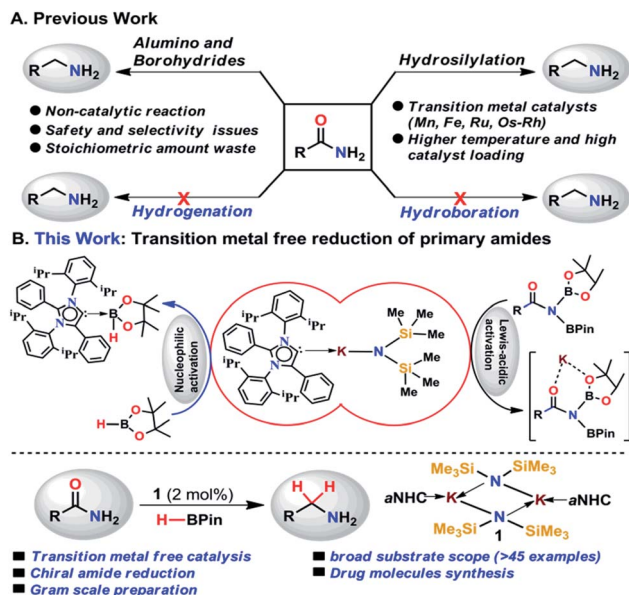 A. Previous Work
Alumino and
Borohydrides
Hydrosilylation
R NH2
R NH2
Non-catalytic reaction
Safety and selectivity issues
Stoichiometric amount waste
O
R NH2
Transition metal catalysts
(Mn, Fe, Ru, Os-Rh)
Higher temperature and high
catalyst loading
R NH2
X
Hydrogenation
X
Hydroboration
R NH2
B. This Work: Transition metal free reduction of primary amides
iPr
iPr
N
N
iPr
iPr
O
B
O
H
Nucleophilic
activation
O
H-B
O
iPr
iPr
N
N
iPr
iPr
K
N
Me
Me
Si
Me
Si
Me
Me
Me
Lewis-acidic
activation
O
O
B
O
R
N
BPin
K
O
O
B
O
R
N
BPin
O
R NH2
1 (2 mol%)
H-BPin
H H
R NH2
Me3Si SiMe3
N
aNHC K K aNHC
N
Me3Si 1 SiMe3
Transition metal free catalysis
Chiral amide reduction
Gram scale preparation
broad substrate scope (>45 examples)
Drug molecules synthesis